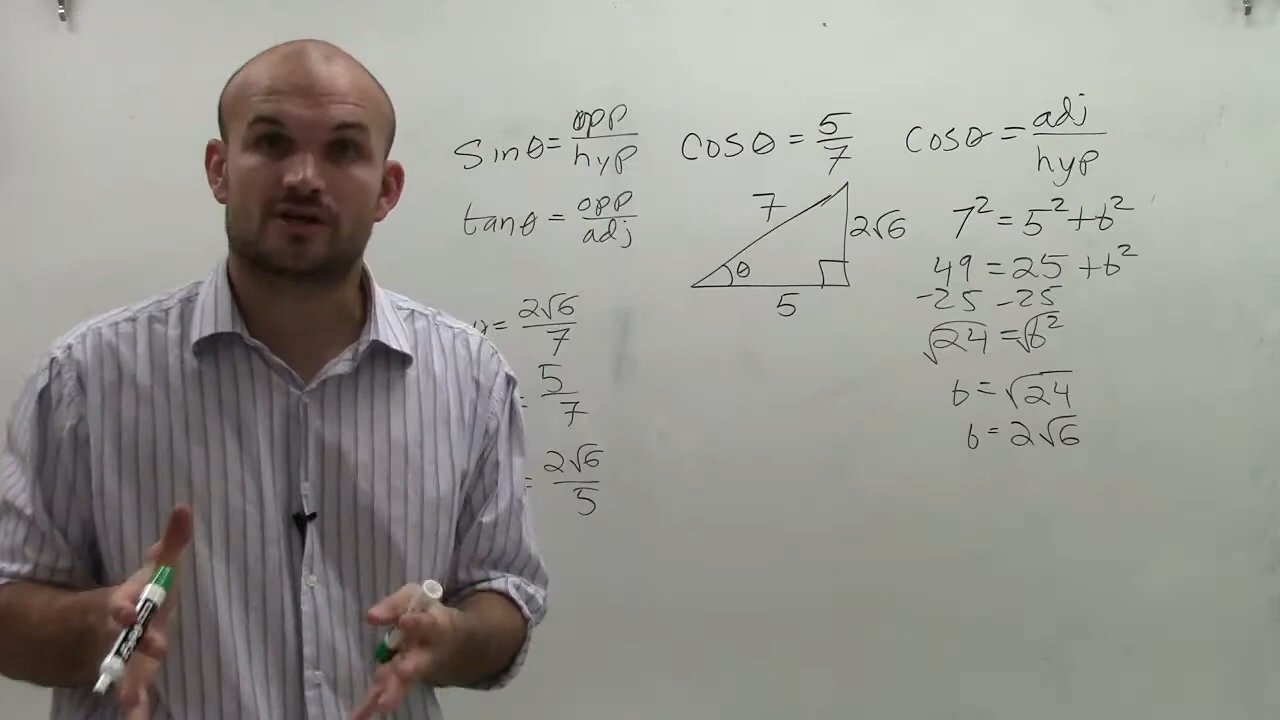 sinθ = opp/hyp
tanθ = opp/adj
= 2√6/7
= 5/7
= 2√6/5
cosθ = 5/7
7
2√6
θ
5
cosθ = adj/hyp
7² = 5² + b²
49 = 25 + b²
-25 -25
√24 = √b²
b = √24
b = 2√6